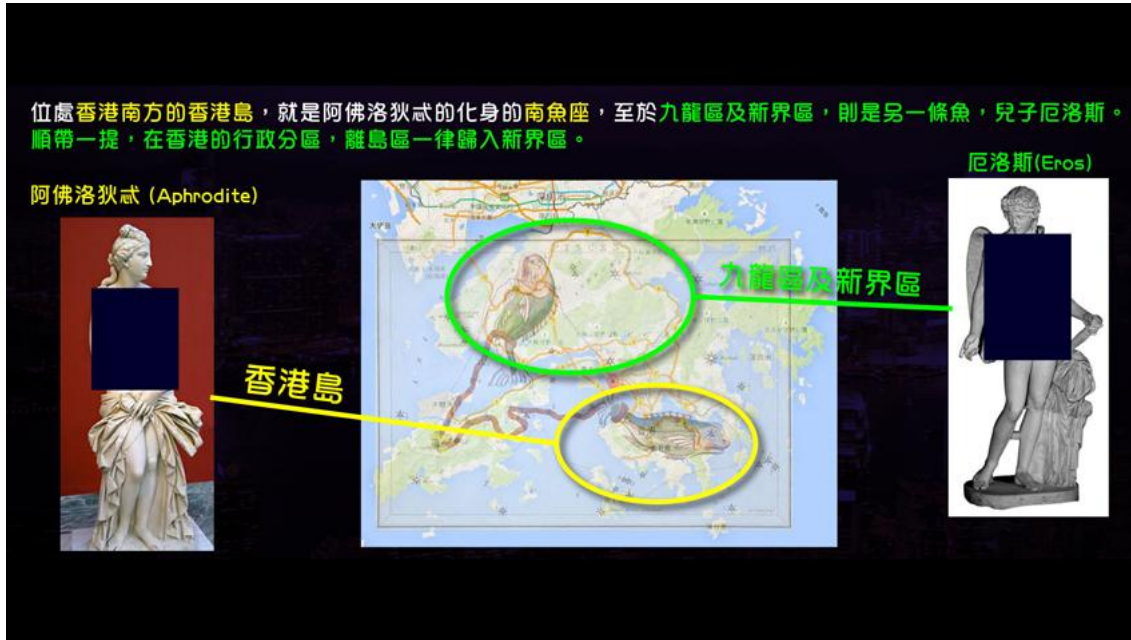 位處香港南方的香港島，就是阿佛洛狄忒的化身的南魚座，至於九龍區及新界區，則是另一條魚，兒子厄洛斯。
順帶一提，在香港的行政分區，離島區一律歸入新界區。
厄洛斯(Eros)
阿佛洛狄忒 (Aphrodite)
九龍區及新界區
香港島